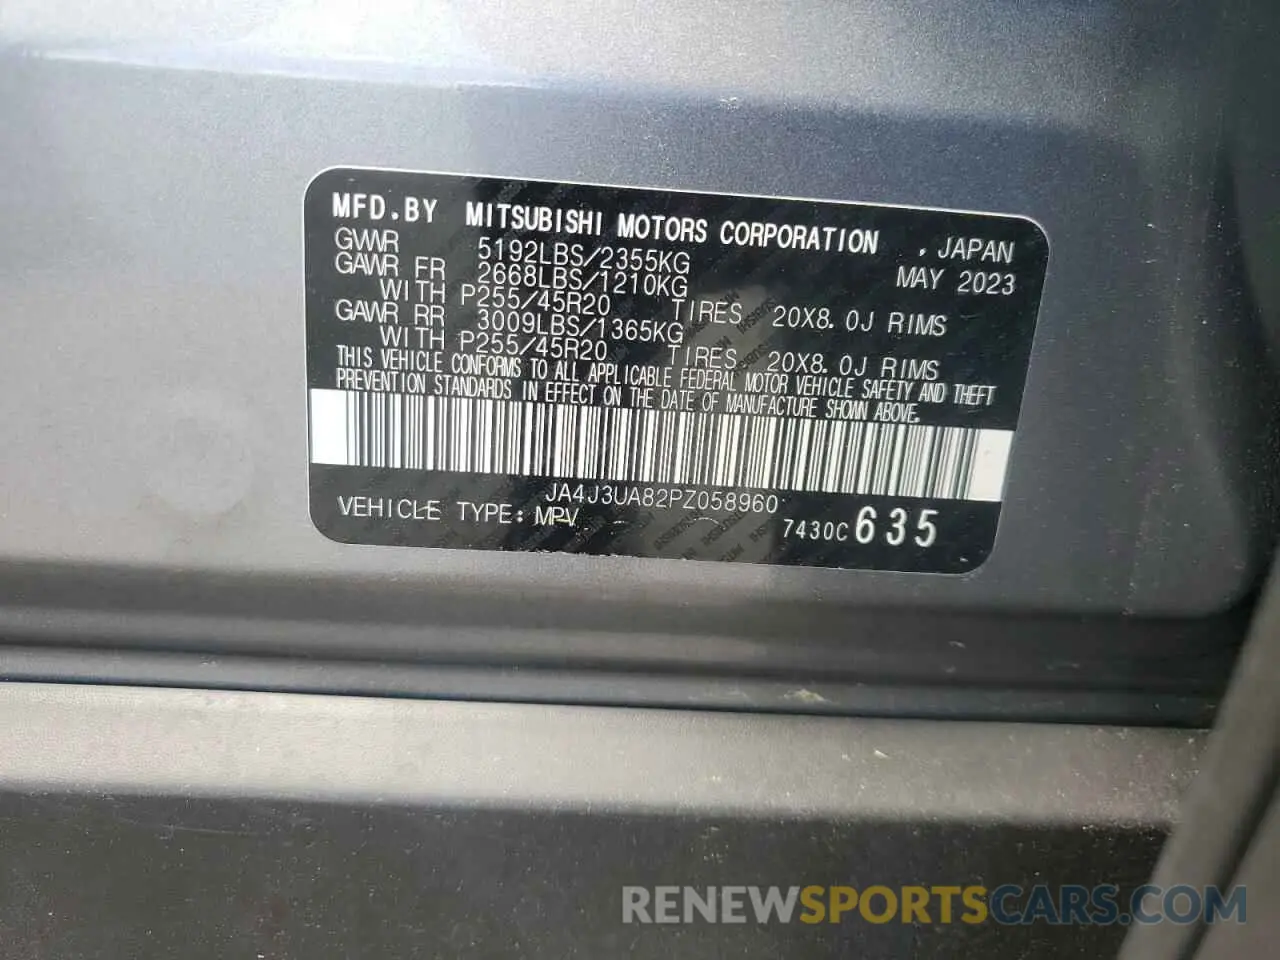 MFD.BY MITSUBISHI MOTORS CORPORATION , JAPAN
GVWR 5192LBS/2355KG MAY 2023
GAWR FR 2668LBS/1210KG
WITH P255/45R20 TIRES 20X8.0J RIMS
GAWR RR 3009LBS/1365KG
WITH P255/45R20 TIRES 20X8.0J RIMS
THIS VEHICLE CONFORMS TO ALL APPLICABLE FEDERAL MOTOR VEHICLE SAFETY AND THEFT
PREVENTION STANDARDS IN EFFECT ON THE DATE OF MANUFACTURE SHOWN ABOVE.
JA4J3UA82PZ058960
VEHICLE TYPE: MPV 7430C 635
RENEWSPORTSCARS.COM